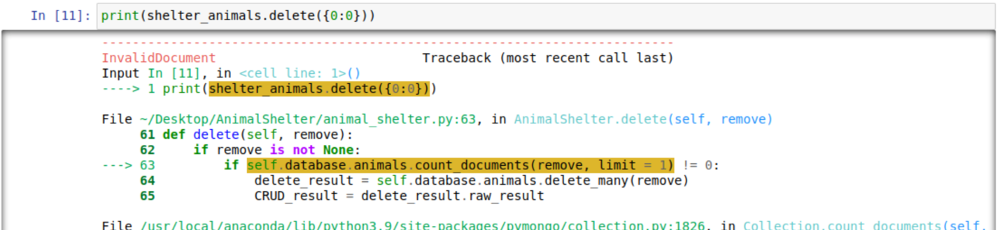 In [11]: print(shelter_animals.delete({0:0}))
---------------------------------------------------------------------------
InvalidDocument                           Traceback (most recent call last)
Input In [11], in <cell line: 1>()
----> 1 print(shelter_animals.delete({0:0}))
File ~/Desktop/AnimalShelter/animal_shelter.py:63, in AnimalShelter.delete(self, remove)
     61 def delete(self, remove):
     62     if remove is not None:
---> 63         if self.database.animals.count_documents(remove, limit = 1) != 0:
     64             delete_result = self.database.animals.delete_many(remove)
     65             CRUD_result = delete_result.raw_result
File /usr/local/anaconda/lib/python3.9/site-packages/pymongo/collection.py:1826, in Collection.count_documents(self,